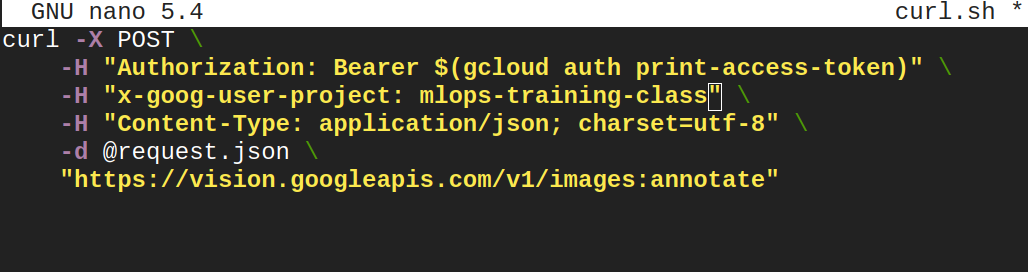 GNU nano 5.4 curl.sh *
curl -X POST \
-H "Authorization: Bearer $(gcloud auth print-access-token)" \
-H "x-goog-user-project: mlops-training-class" \
-H "Content-Type: application/json; charset=utf-8" \
-d @request.json \
"https://vision.googleapis.com/v1/images:annotate"